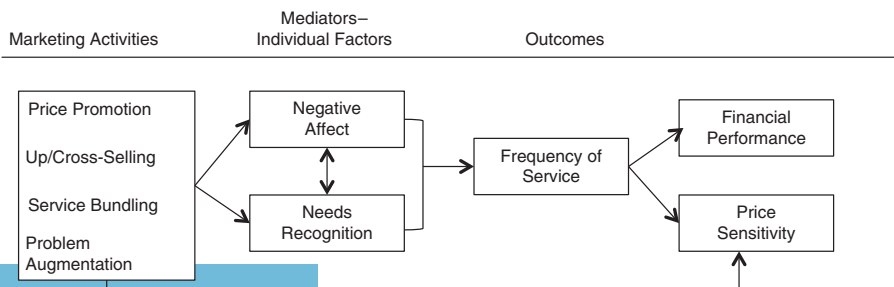 Mediators–
Marketing Activities
Individual Factors
Outcomes
Price Promotion
Up/Cross-Selling
Service Bundling
Problem
Augmentation
Negative
Affect
Needs
Recognition
Frequency of
Service
Financial
Performance
Price
Sensitivity